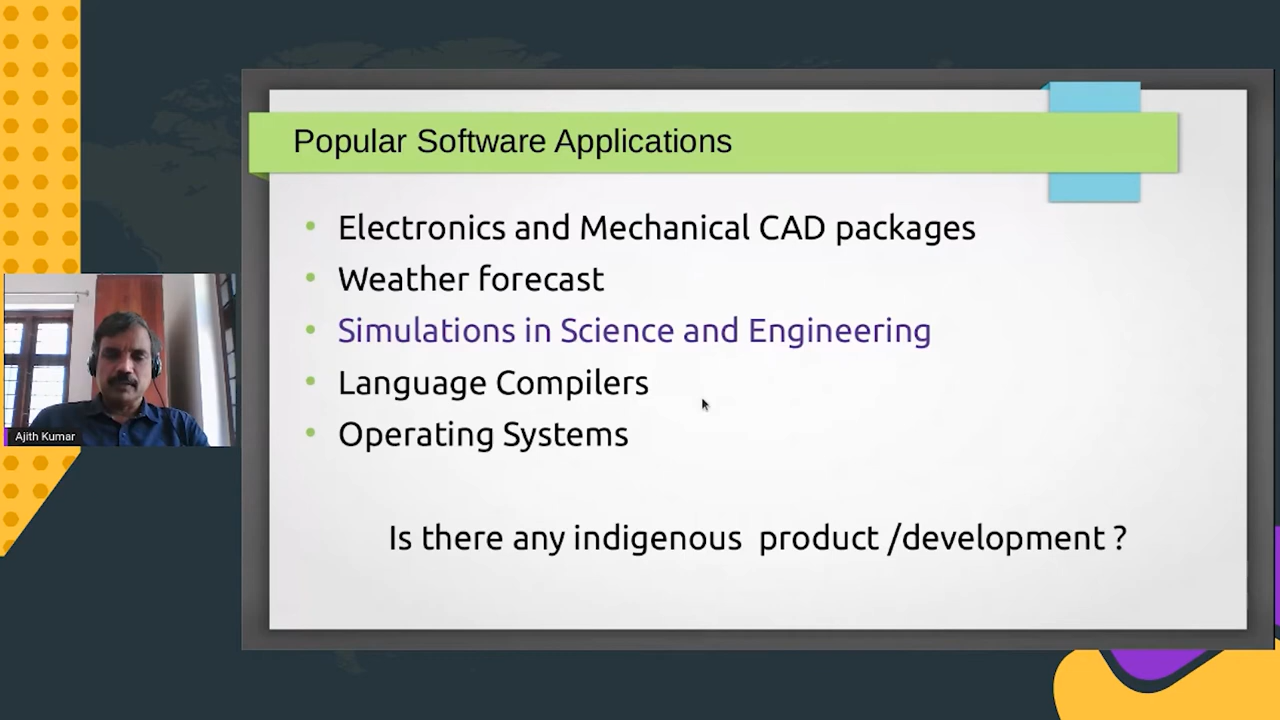 Popular Software Applications
Electronics and Mechanical CAD packages
Weather forecast
Simulations in Science and Engineering
Language Compilers
Operating Systems
Is there any indigenous product /development ?
Ajith Kumar